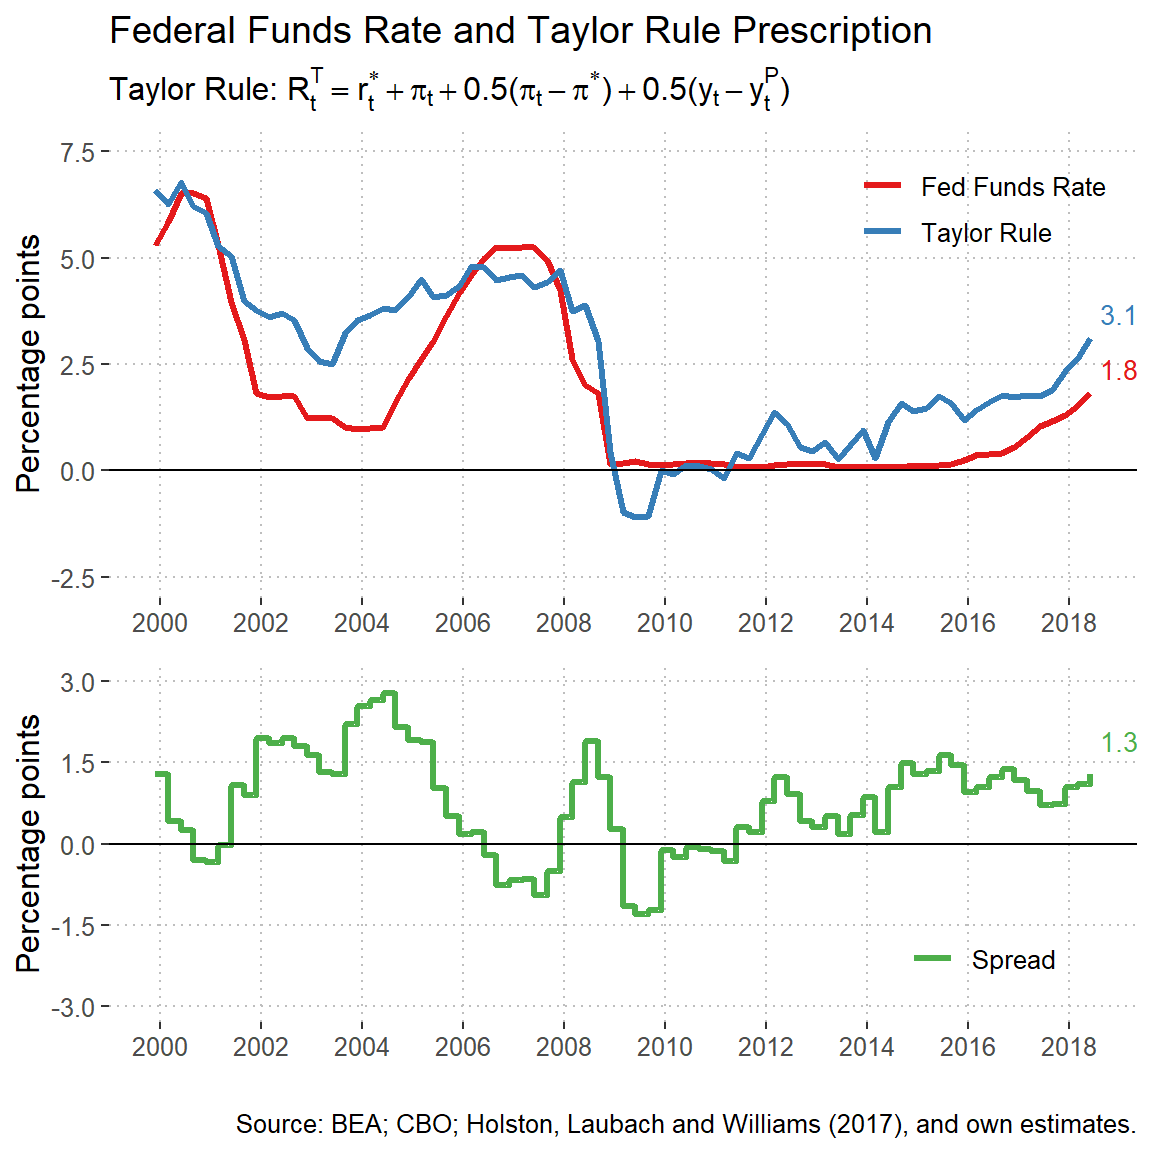 Federal Funds Rate and Taylor Rule Prescription
Taylor Rule: R_t^T = r_t^* + π_t + 0.5(π_t − π^*) + 0.5(y_t − y_t^P)
Percentage points
7.5
5.0
2.5
0.0
-2.5
Fed Funds Rate
Taylor Rule
3.1
1.8
2000 2002 2004 2006 2008 2010 2012 2014 2016 2018
Percentage points
3.0
1.5
0.0
-1.5
-3.0
1.3
Spread
2000 2002 2004 2006 2008 2010 2012 2014 2016 2018
Source: BEA; CBO; Holston, Laubach and Williams (2017), and own estimates.